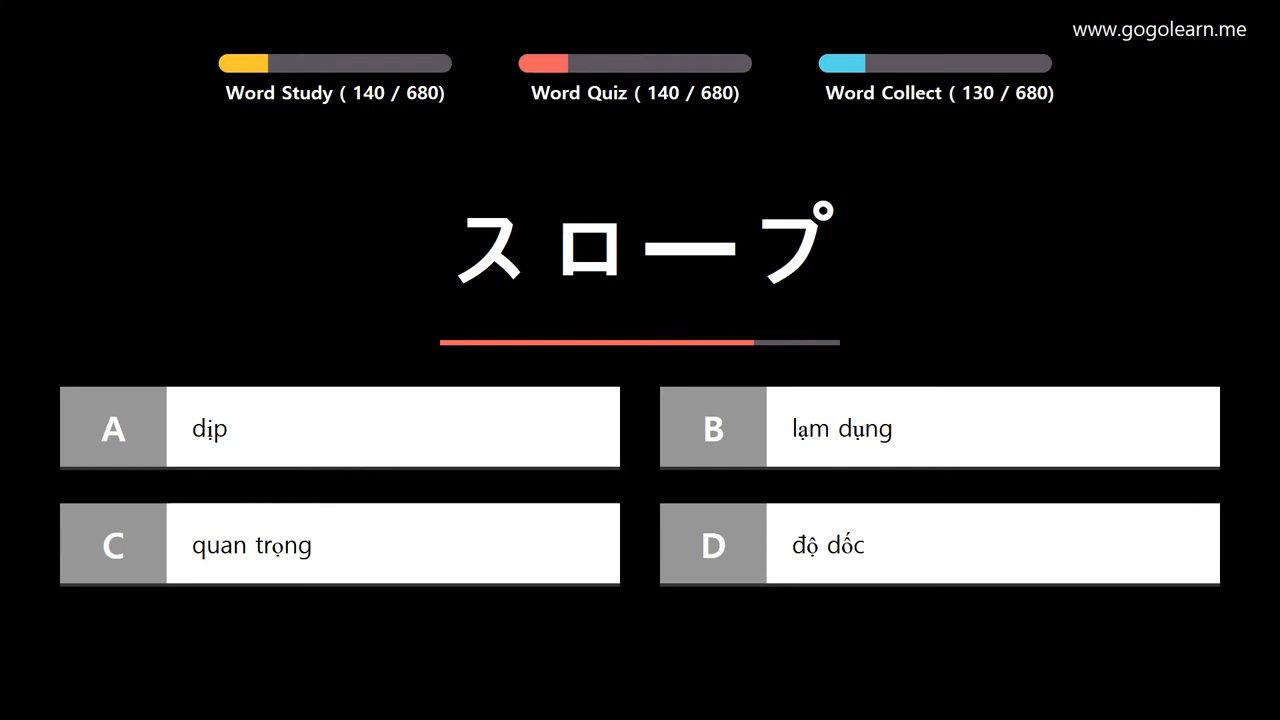 www.gogolearn.me
Word Study ( 140 / 680)
Word Quiz ( 140 / 680)
Word Collect ( 130 / 680)
スロープ
A dịp
B lạm dụng
C quan trọng
D độ dốc